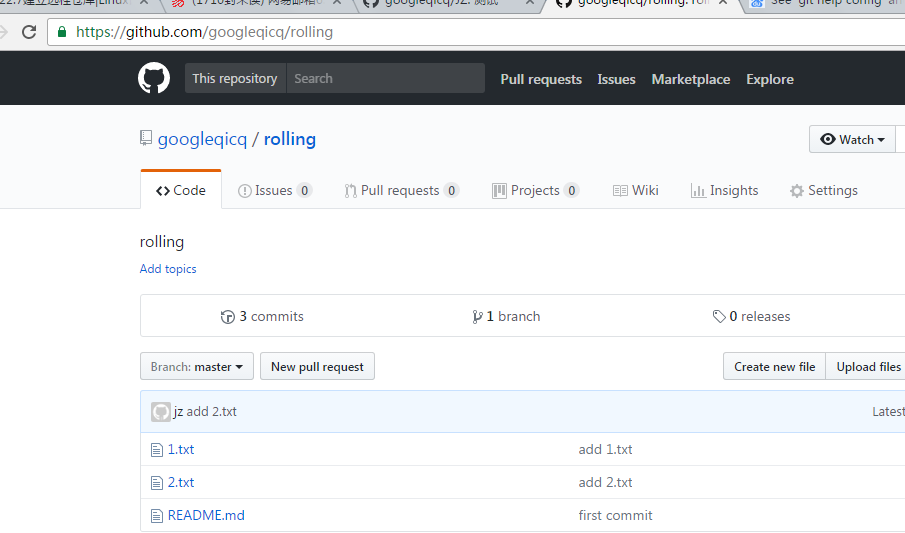 22.7建立远程仓库|Linux (1710封未读) 网易邮箱6 googleqicq/JZ: 测试 googleqicq/rolling: roll See 'git help config' an
https://github.com/googleqicq/rolling
This repository Search Pull requests Issues Marketplace Explore
googleqicq / rolling Watch
Code Issues 0 Pull requests 0 Projects 0 Wiki Insights Settings
rolling
Add topics
3 commits 1 branch 0 releases
Branch: master New pull request Create new file Upload files
jz add 2.txt Latest
1.txt add 1.txt
2.txt add 2.txt
README.md first commit